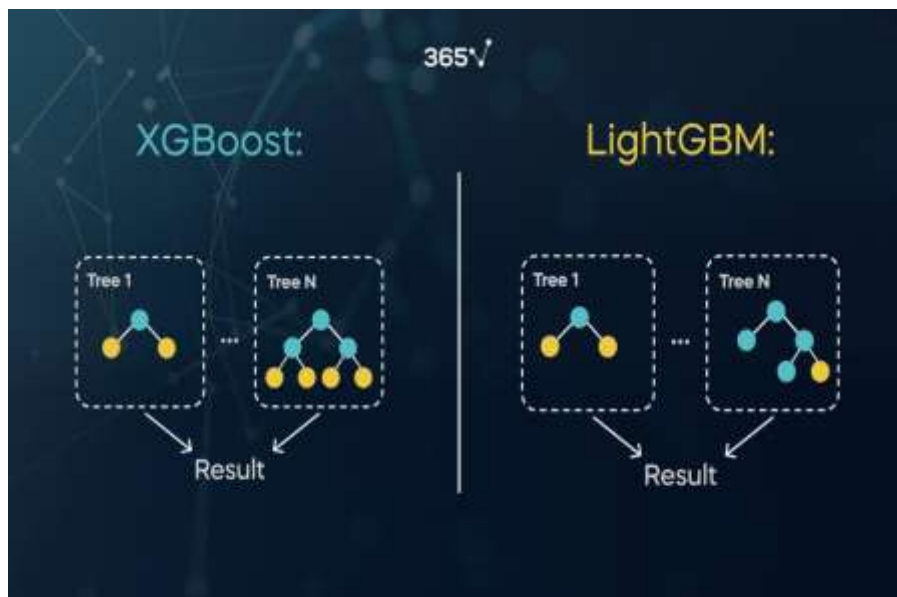 365
XGBoost:
Tree 1
...
Tree N
Result
LightGBM:
Tree 1
...
Tree N
Result